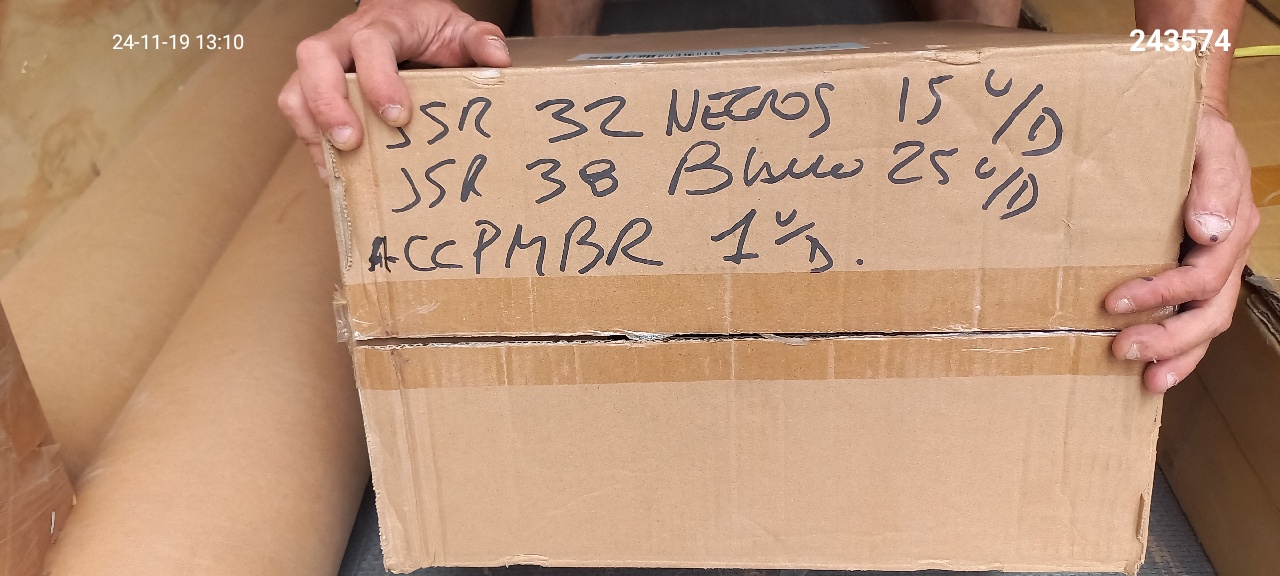 24-11-19 13:10
243574
JSR 32 NEGROS 15 U/D
JSR 38 Blanco 25 U/D
ACCPMBR 1 U/D.